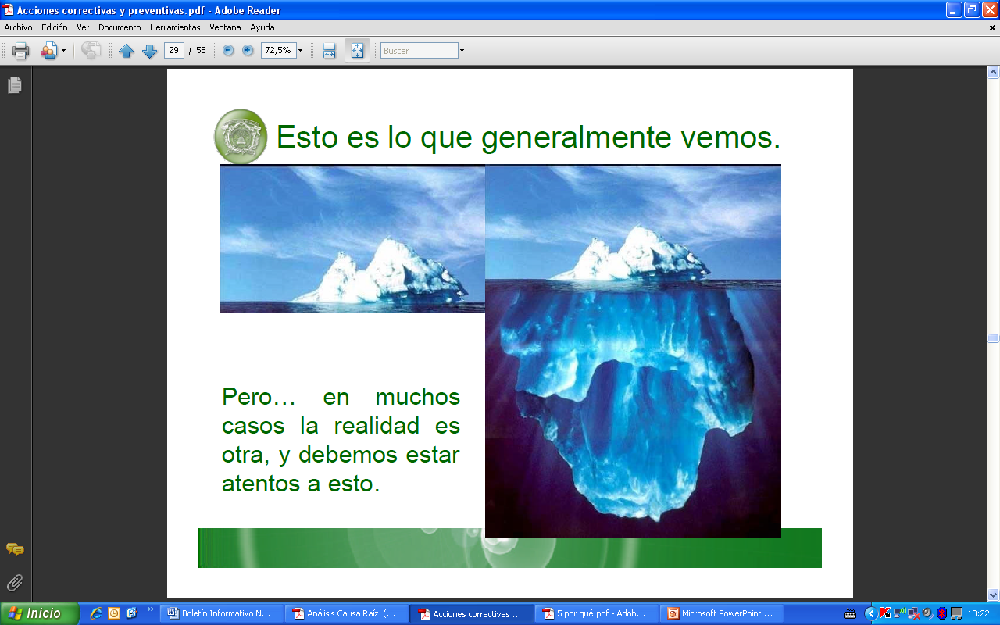 Acciones correctivas y preventivas.pdf - Adobe Reader
Archivo Edición Ver Documento Herramientas Ventana Ayuda
29 / 55 72,5% Buscar
Esto es lo que generalmente vemos.
Pero… en muchos
casos la realidad es
otra, y debemos estar
atentos a esto.
Inicio Boletín Informativo N... Análisis Causa Raíz (... Acciones correctivas ... 5 por qué.pdf - Adob... Microsoft PowerPoint ... 10:22